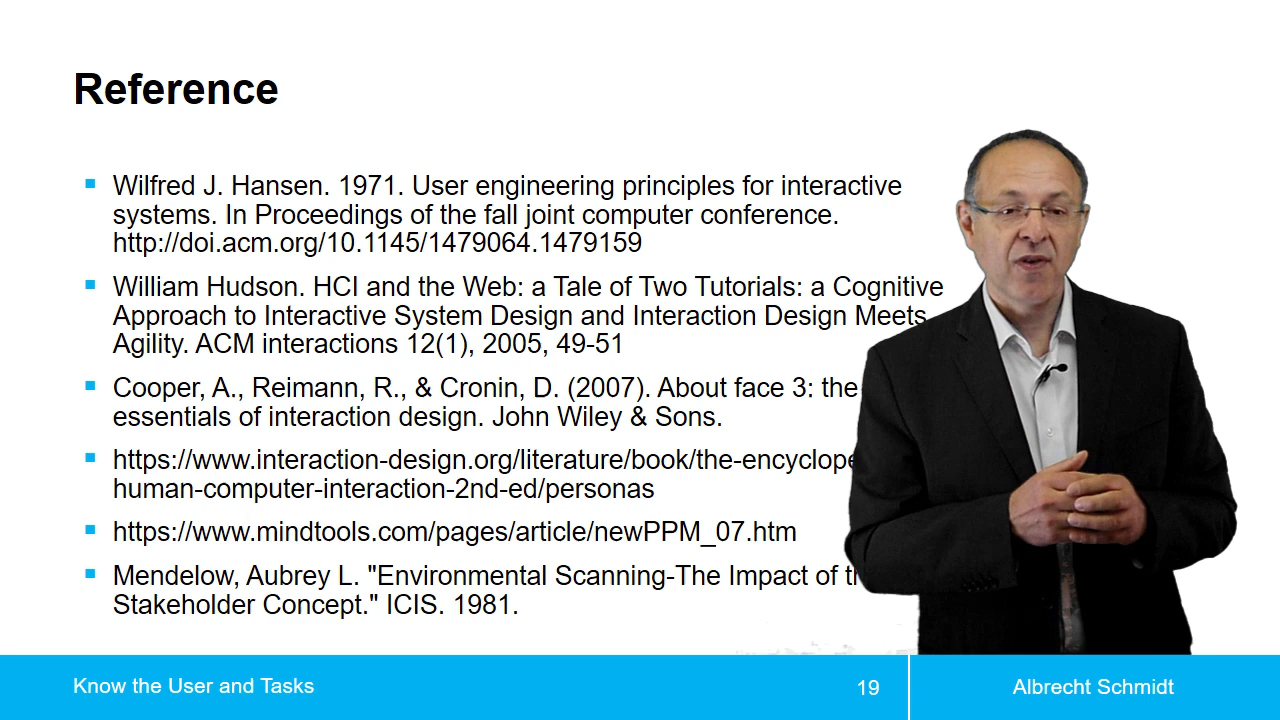 Reference
Wilfred J. Hansen. 1971. User engineering principles for interactive
systems. In Proceedings of the fall joint computer conference.
http://doi.acm.org/10.1145/1479064.1479159
William Hudson. HCI and the Web: a Tale of Two Tutorials: a Cognitive
Approach to Interactive System Design and Interaction Design Meets
Agility. ACM interactions 12(1), 2005, 49-51
Cooper, A., Reimann, R., & Cronin, D. (2007). About face 3: the
essentials of interaction design. John Wiley & Sons.
https://www.interaction-design.org/literature/book/the-encyclope
human-computer-interaction-2nd-ed/personas
https://www.mindtools.com/pages/article/newPPM_07.htm
Mendelow, Aubrey L. "Environmental Scanning-The Impact of
Stakeholder Concept." ICIS. 1981.
Know the User and Tasks
19
Albrecht Schmidt